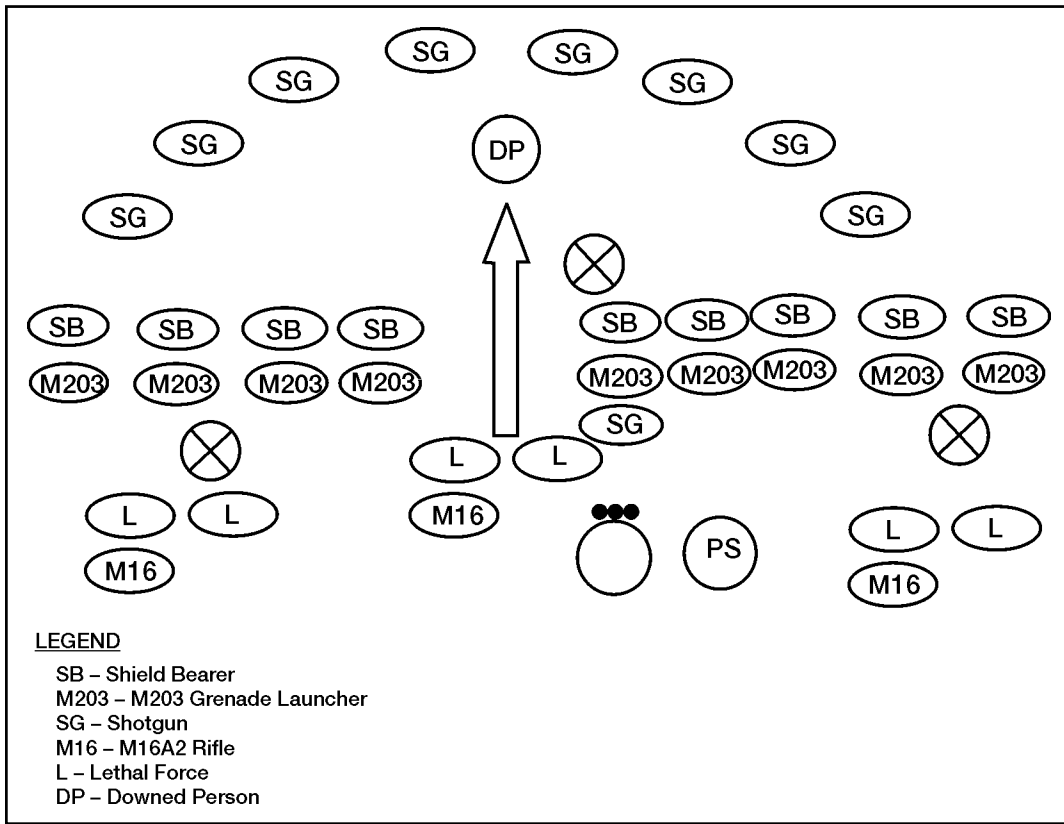 SG SG
SG SG
SG SG
DP
SG SG
SB SB SB SB SB SB SB SB SB
M203 M203 M203 M203 M203 M203 M203 M203 M203
SG
L L
L L M16 L L
M16 PS M16
LEGEND
SB – Shield Bearer
M203 – M203 Grenade Launcher
SG – Shotgun
M16 – M16A2 Rifle
L – Lethal Force
DP – Downed Person